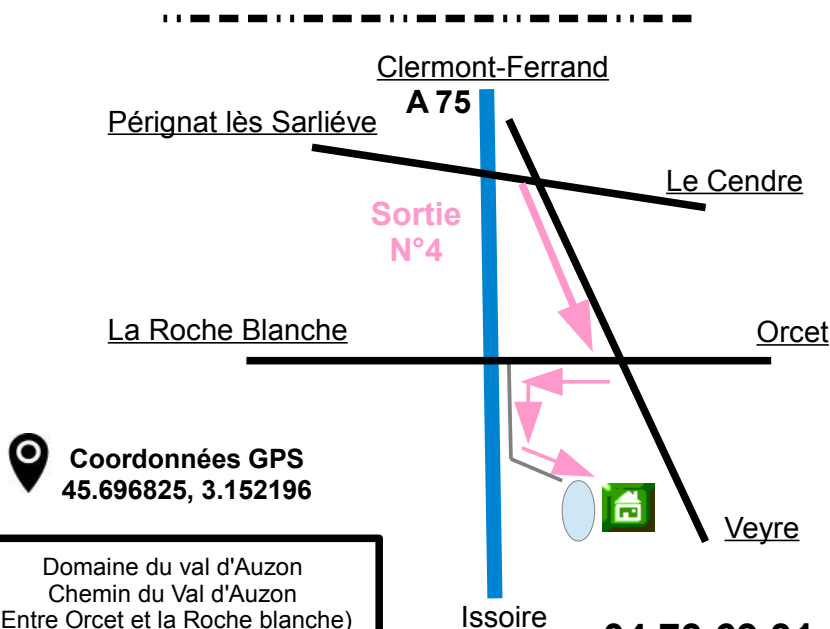 Clermont-Ferrand
A 75
Pérignat lès Sarliéve
Le Cendre
Sortie
N°4
La Roche Blanche
Orcet
Coordonnées GPS
45.696825, 3.152196
Veyre
Domaine du val d'Auzon
Chemin du Val d'Auzon
Entre Orcet et la Roche blanche)
Issoire